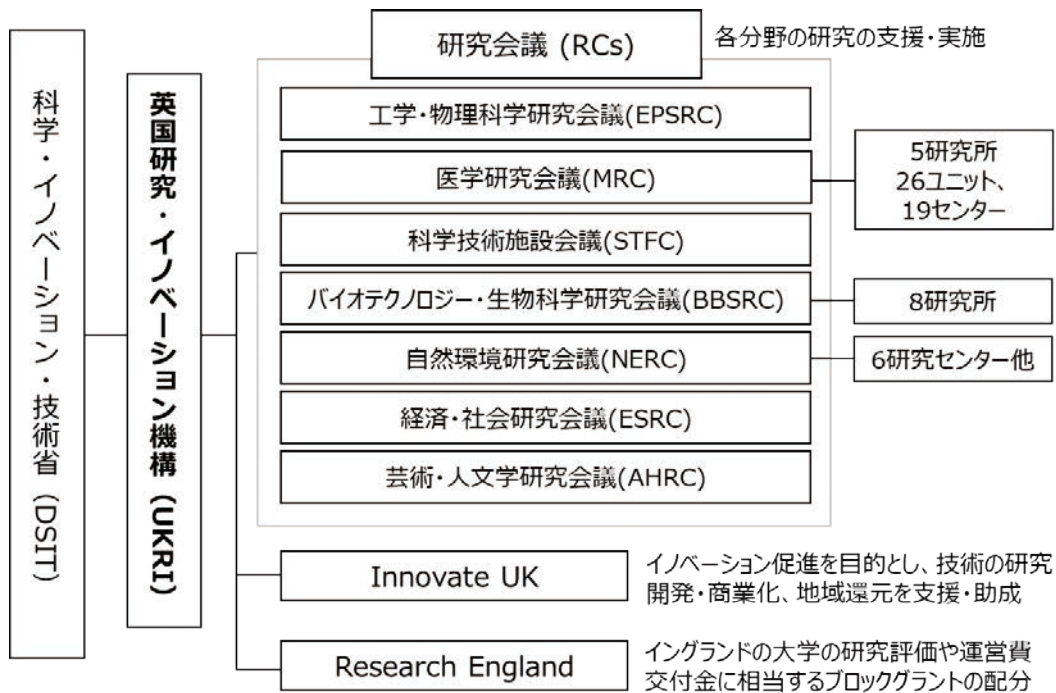 科学・イノベーション・技術省 (DSIT)
英国研究・イノベーション機構 (UKRI)
研究会議 (RCs)
各分野の研究の支援・実施
工学・物理科学研究会議(EPSRC)
医学研究会議(MRC)
5研究所
26ユニット、
19センター
科学技術施設会議(STFC)
バイオテクノロジー・生物科学研究会議(BBSRC)
8研究所
自然環境研究会議(NERC)
6研究センター他
経済・社会研究会議(ESRC)
芸術・人文学研究会議(AHRC)
Innovate UK
イノベーション促進を目的とし、技術の研究
開発・商業化、地域還元を支援・助成
Research England
イングランドの大学の研究評価や運営費
交付金に相当するブロックグラントの配分